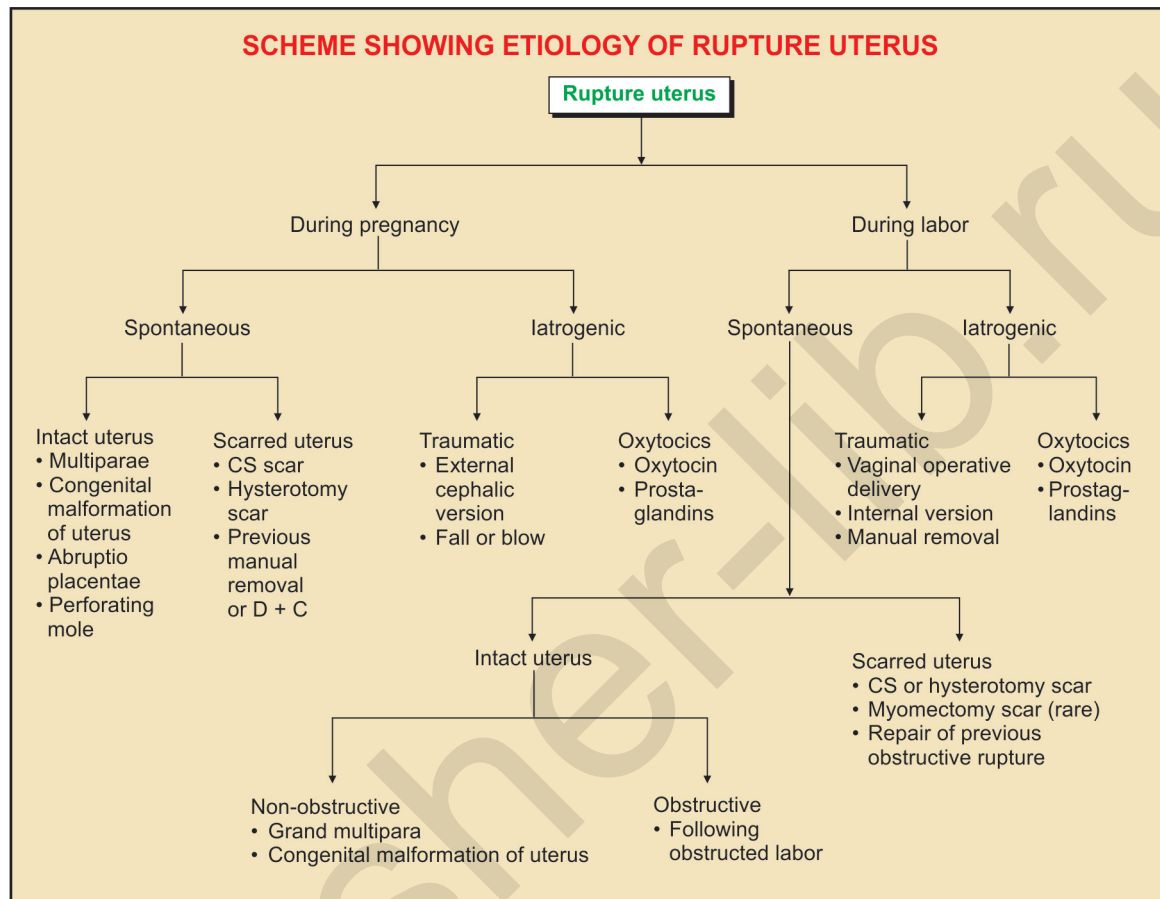 SCHEME SHOWING ETIOLOGY OF RUPTURE UTERUS
Rupture uterus
During pregnancy
During labor
Spontaneous
Iatrogenic
Spontaneous
Iatrogenic
Intact uterus
• Multiparae
• Congenital
malformation
of uterus
• Abruptio
placentae
• Perforating
mole
Scarred uterus
• CS scar
• Hysterotomy
scar
• Previous
manual
removal
or D + C
Traumatic
• External
cephalic
version
• Fall or blow
Oxytocics
• Oxytocin
• Prosta-
glandins
Traumatic
• Vaginal operative
delivery
• Internal version
• Manual removal
Oxytocics
• Oxytocin
• Prostag-
landins
Intact uterus
Scarred uterus
• CS or hysterotomy scar
• Myomectomy scar (rare)
• Repair of previous
obstructive rupture
Non-obstructive
• Grand multipara
• Congenital malformation of uterus
Obstructive
• Following
obstructed labor
sher-lib.ru